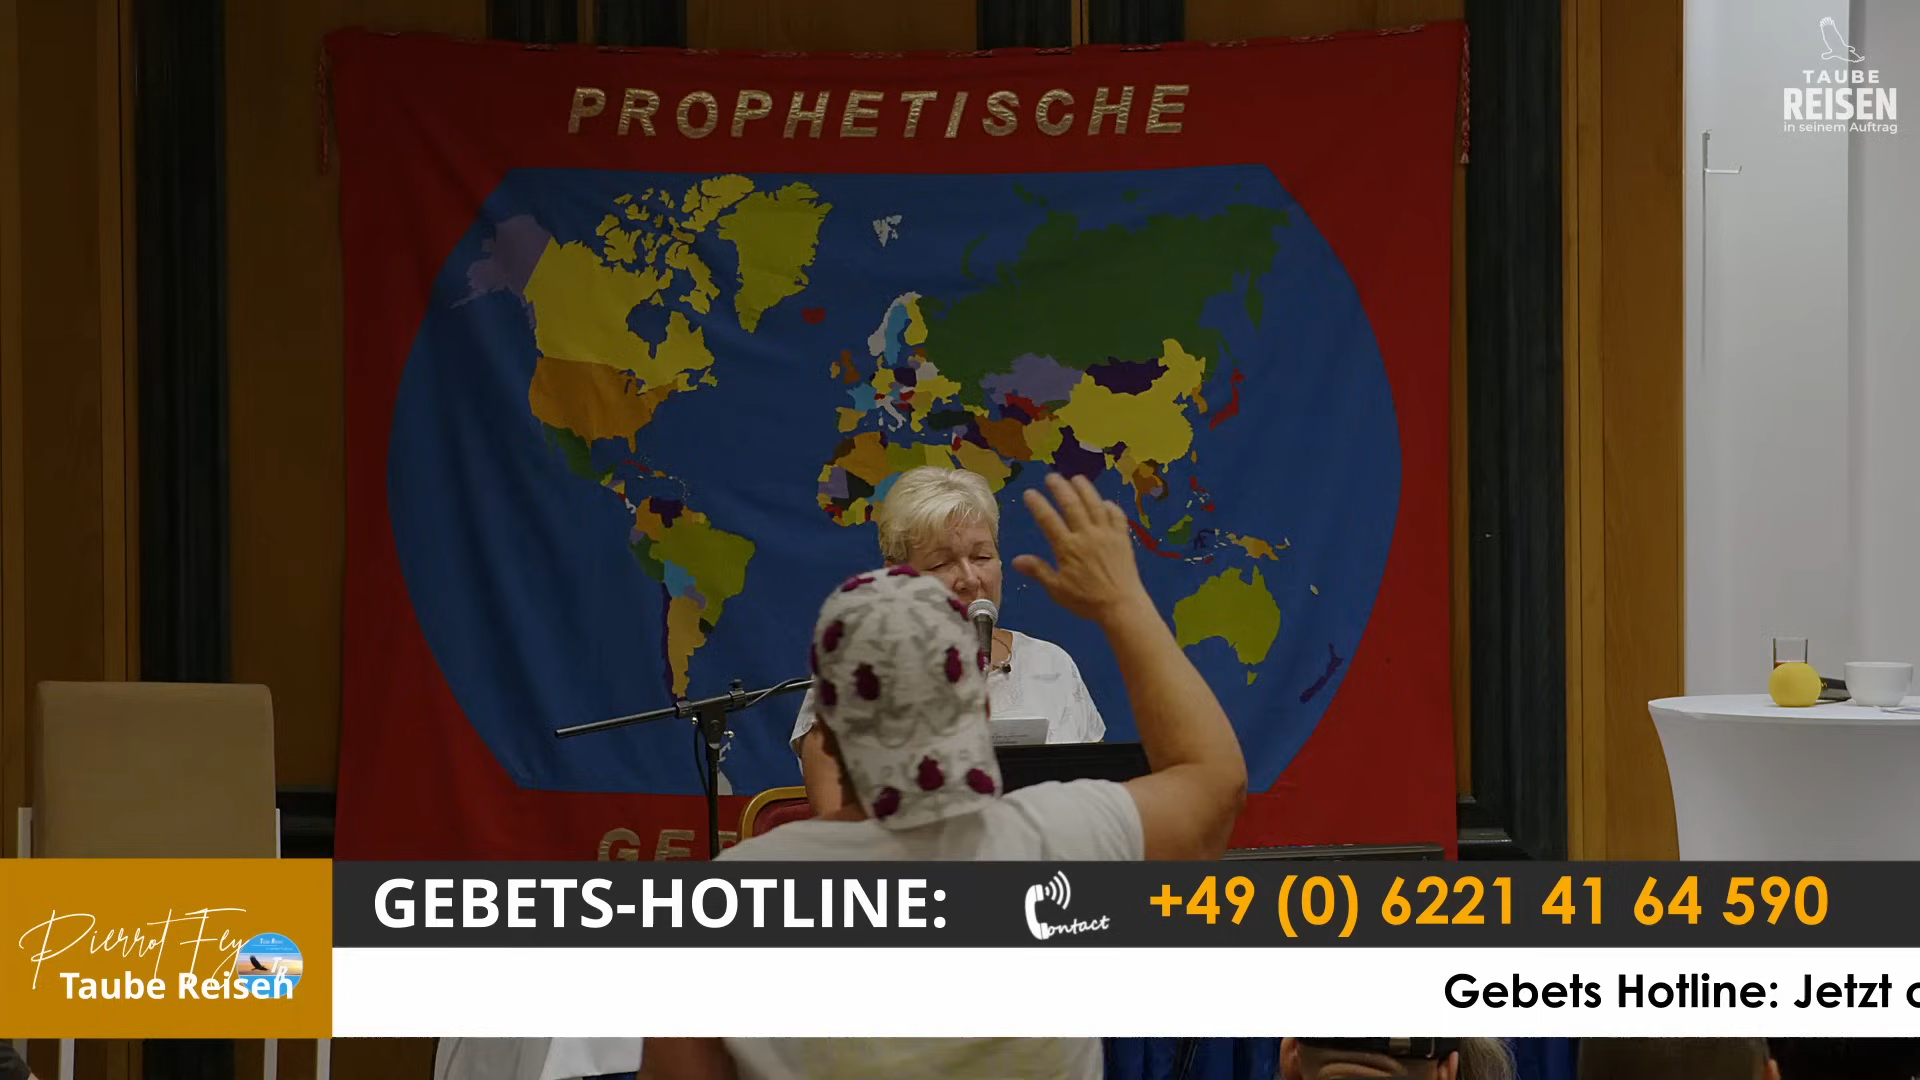 PROPHETISCHE
TAUBE
REISEN
in seinem Auftrag
GEBETS-HOTLINE:
Contact
+49 (0) 6221 41 64 590
Pierrot Fey
Taube Reisen
Gebets Hotline: Jetzt